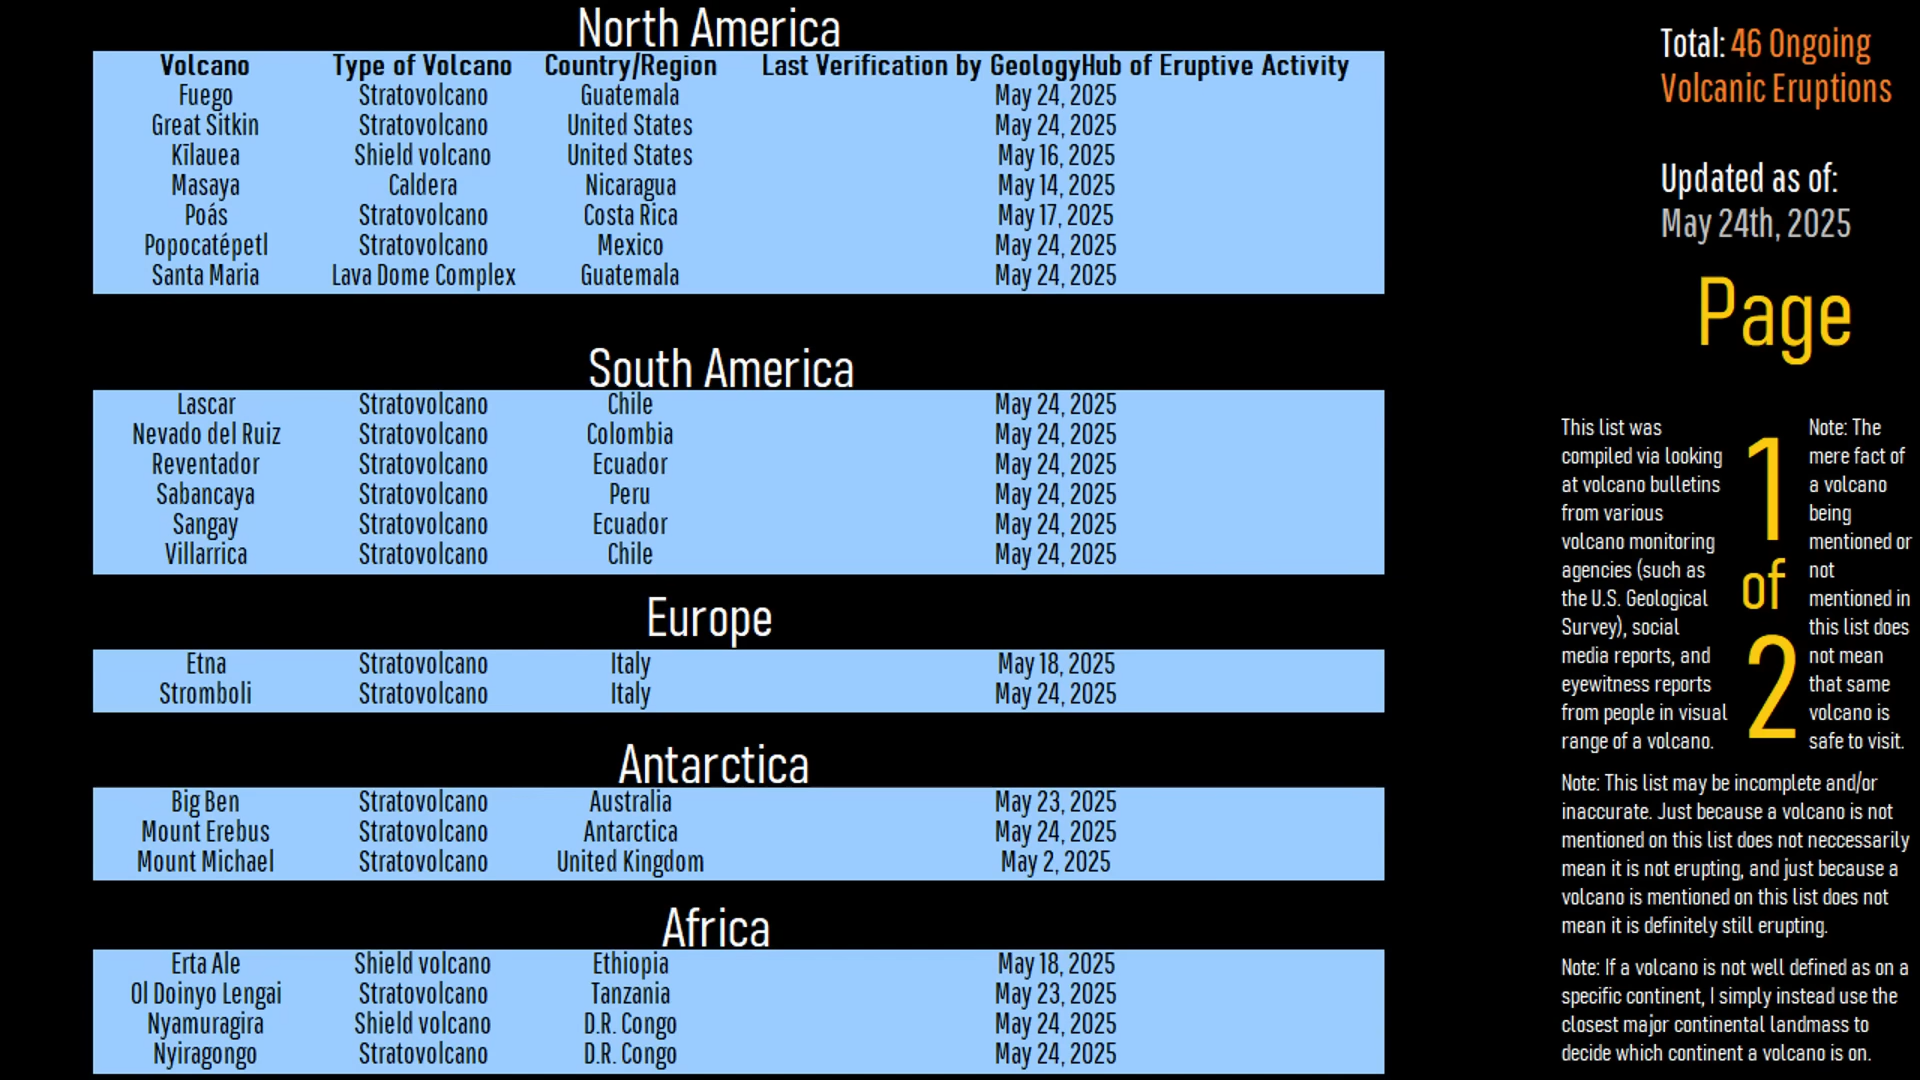 North America
Volcano Type of Volcano Country/Region Last Verification by GeologyHub of Eruptive Activity
Fuego Stratovolcano Guatemala May 24, 2025
Great Sitkin Stratovolcano United States May 24, 2025
Kīlauea Shield volcano United States May 16, 2025
Masaya Caldera Nicaragua May 14, 2025
Poás Stratovolcano Costa Rica May 17, 2025
Popocatépetl Stratovolcano Mexico May 24, 2025
Santa Maria Lava Dome Complex Guatemala May 24, 2025
South America
Lascar Stratovolcano Chile May 24, 2025
Nevado del Ruiz Stratovolcano Colombia May 24, 2025
Reventador Stratovolcano Ecuador May 24, 2025
Sabancaya Stratovolcano Peru May 24, 2025
Sangay Stratovolcano Ecuador May 24, 2025
Villarrica Stratovolcano Chile May 24, 2025
Europe
Etna Stratovolcano Italy May 18, 2025
Stromboli Stratovolcano Italy May 24, 2025
Antarctica
Big Ben Stratovolcano Australia May 23, 2025
Mount Erebus Stratovolcano Antarctica May 24, 2025
Mount Michael Stratovolcano United Kingdom May 2, 2025
Africa
Erta Ale Shield volcano Ethiopia May 18, 2025
Ol Doinyo Lengai Stratovolcano Tanzania May 23, 2025
Nyamuragira Shield volcano D.R. Congo May 24, 2025
Nyiragongo Stratovolcano D.R. Congo May 24, 2025
Total: 46 Ongoing
Volcanic Eruptions
Updated as of:
May 24th, 2025
Page
1
of
2
This list was
compiled via looking
at volcano bulletins
from various
volcano monitoring
agencies (such as
the U.S. Geological
Survey), social
media reports, and
eyewitness reports
from people in visual
range of a volcano.
Note: The
mere fact of
a volcano
being
mentioned or
not
mentioned in
this list does
not mean
that same
volcano is
safe to visit.
Note: This list may be incomplete and/or
inaccurate. Just because a volcano is not
mentioned on this list does not neccessarily
mean it is not erupting, and just because a
volcano is mentioned on this list does not
mean it is definitely still erupting.
Note: If a volcano is not well defined as on a
specific continent, I simply instead use the
closest major continental landmass to
decide which continent a volcano is on.